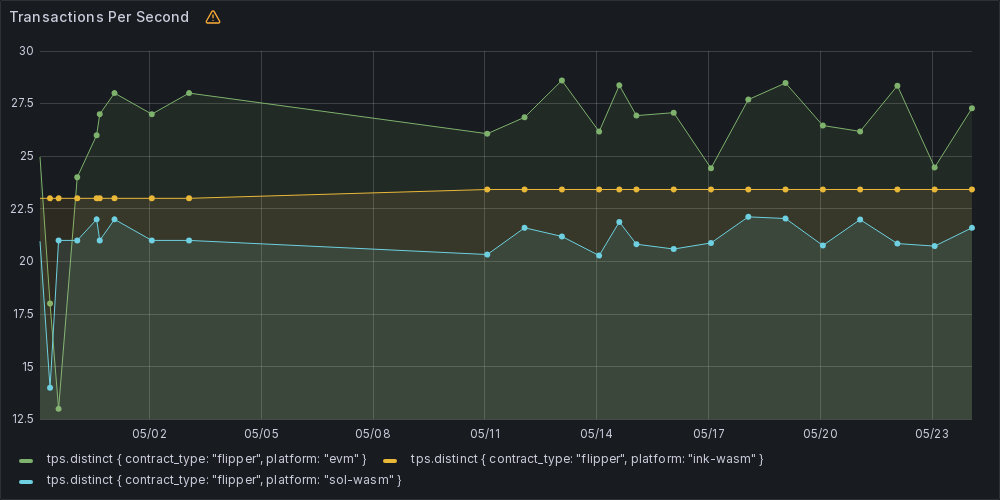 Transactions Per Second
30
27.5
25
22.5
20
17.5
15
12.5
05/02 05/05 05/08 05/11 05/14 05/17 05/20 05/23
tps.distinct { contract_type: "flipper", platform: "evm" } tps.distinct { contract_type: "flipper", platform: "ink-wasm" }
tps.distinct { contract_type: "flipper", platform: "sol-wasm" }